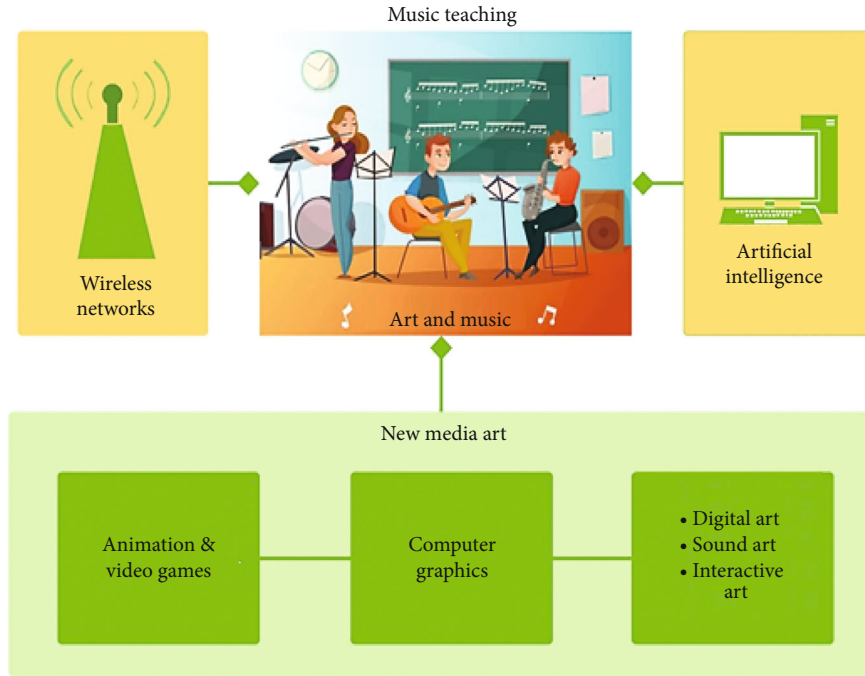 Music teaching
Wireless
networks
Art and music
Artificial
intelligence
New media art
Animation &
video games
Computer
graphics
• Digital art
• Sound art
• Interactive
art